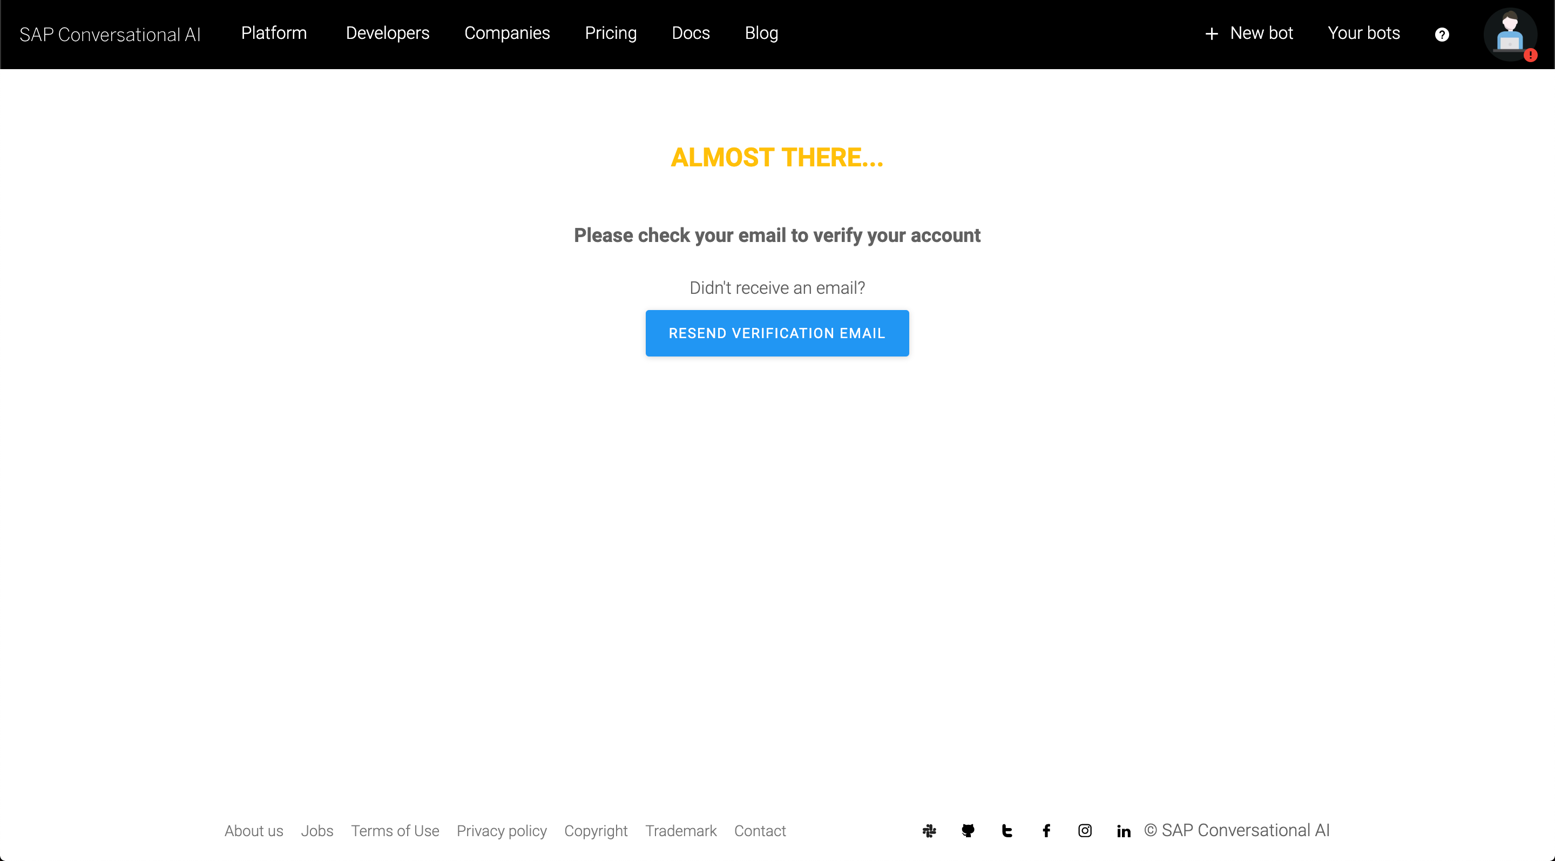 SAP Conversational AI Platform Developers Companies Pricing Docs Blog + New bot Your bots ?
ALMOST THERE...
Please check your email to verify your account
Didn't receive an email?
RESEND VERIFICATION EMAIL
About us Jobs Terms of Use Privacy policy Copyright Trademark Contact © SAP Conversational AI